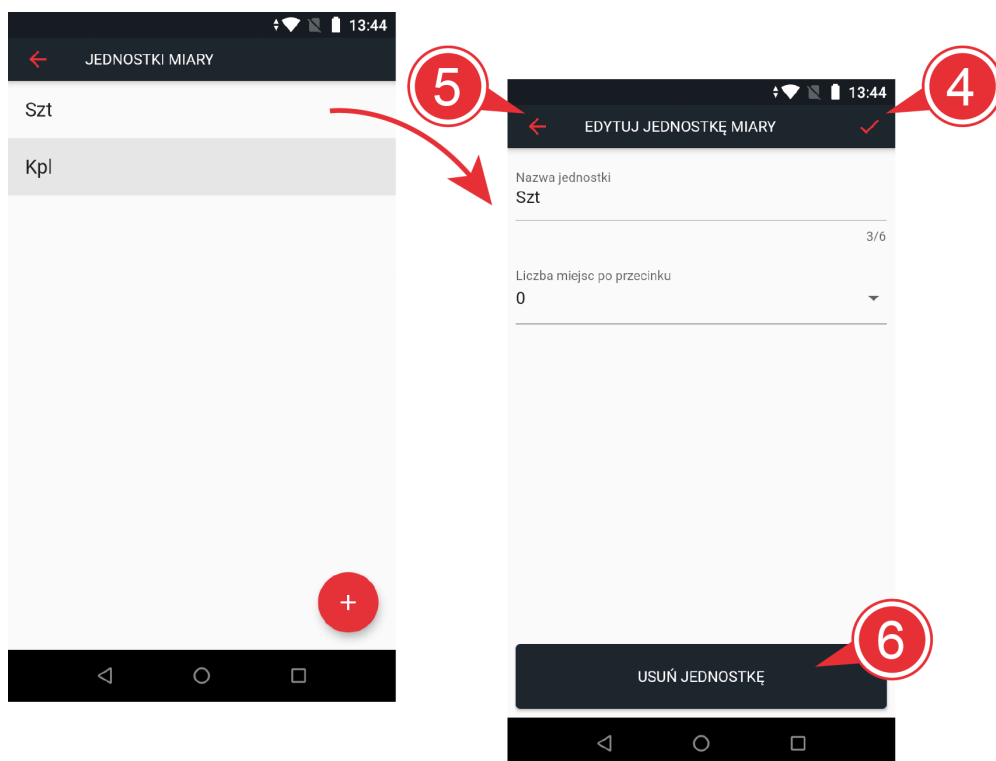 13:44
JEDNOSTKI MIARY
Szt
Kpl
+
5
4
13:44
EDYTUJ JEDNOSTKĘ MIARY
Nazwa jednostki
Szt
3/6
Liczba miejsc po przecinku
0
6
USUŃ JEDNOSTKĘ